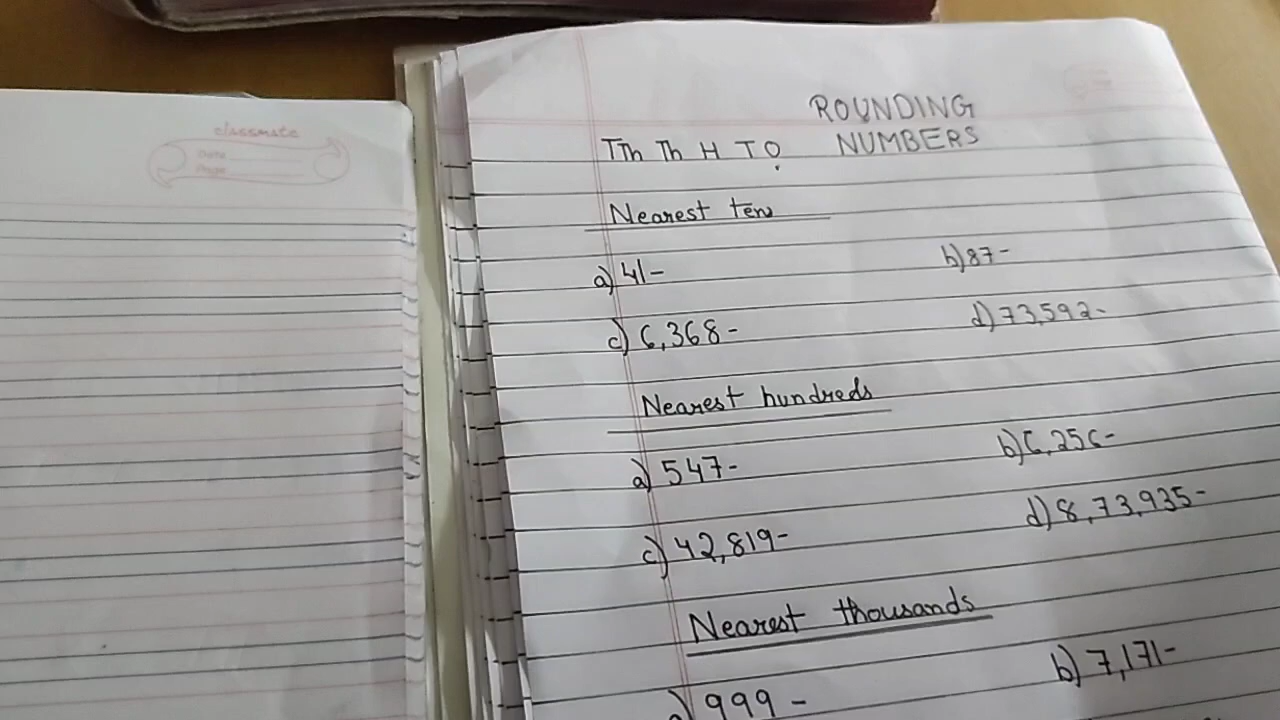 classmate
Date
Page
ROUNDING
TTh Th H T O NUMBERS
Nearest ten
a) 41- b) 87-
c) 6,368- d) 73,592-
Nearest hundreds
a) 547- b) 6,256-
c) 42,819- d) 8,73,935-
Nearest thousands
a) 999- b) 7,171-